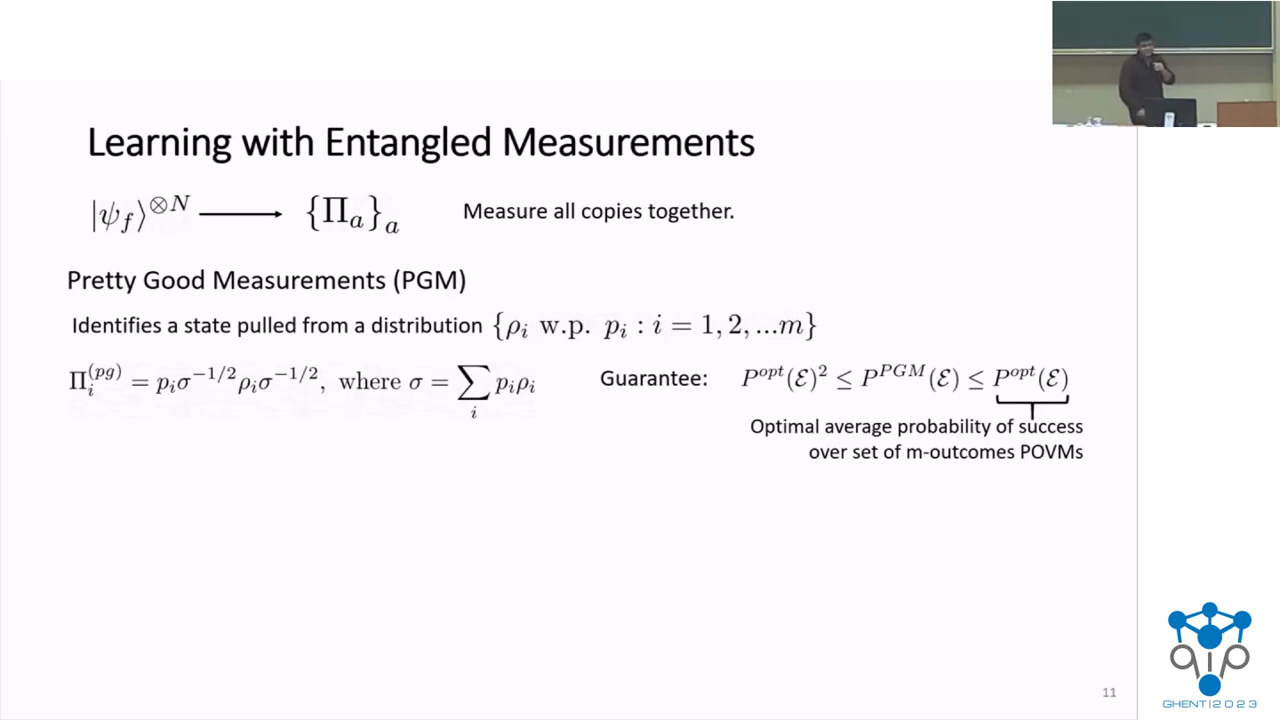 Learning with Entangled Measurements
|ψ_f⟩^{⊗N} ⟶ {Π_a}_a Measure all copies together.
Pretty Good Measurements (PGM)
Identifies a state pulled from a distribution {ρ_i w.p. p_i : i = 1, 2, ...m}
Π_i^{(pg)} = p_i σ^{-1/2} ρ_i σ^{-1/2}, where σ = ∑_i p_i ρ_i Guarantee: P^{opt}(ℰ)^2 ≤ P^{PGM}(ℰ) ≤ P^{opt}(ℰ)
Optimal average probability of success
over set of m-outcomes POVMs
11
qip
GHENT|2023